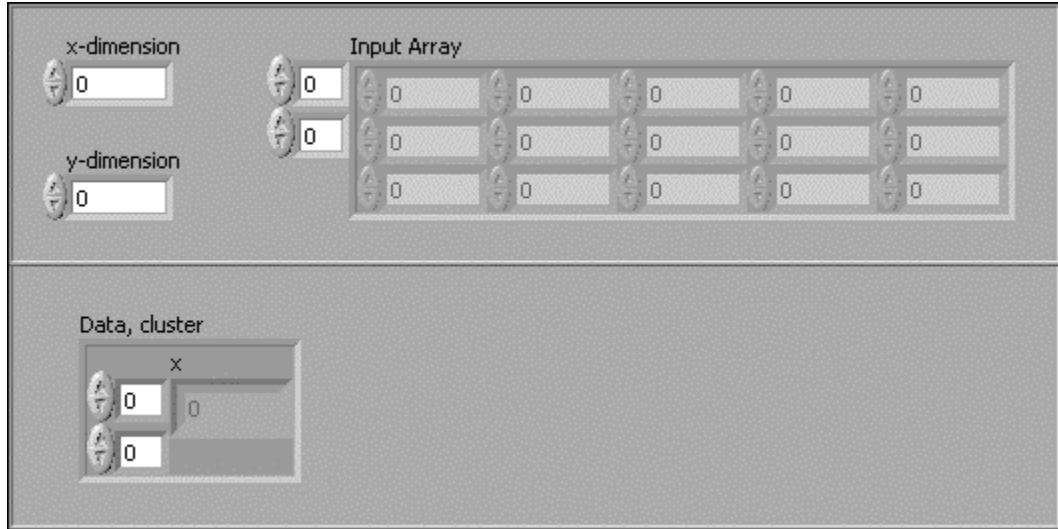 x-dimension Input Array
0 0 0 0 0 0 0
0 0 0 0 0 0
y-dimension
0 0 0 0 0 0
Data, cluster
x
0 0
0